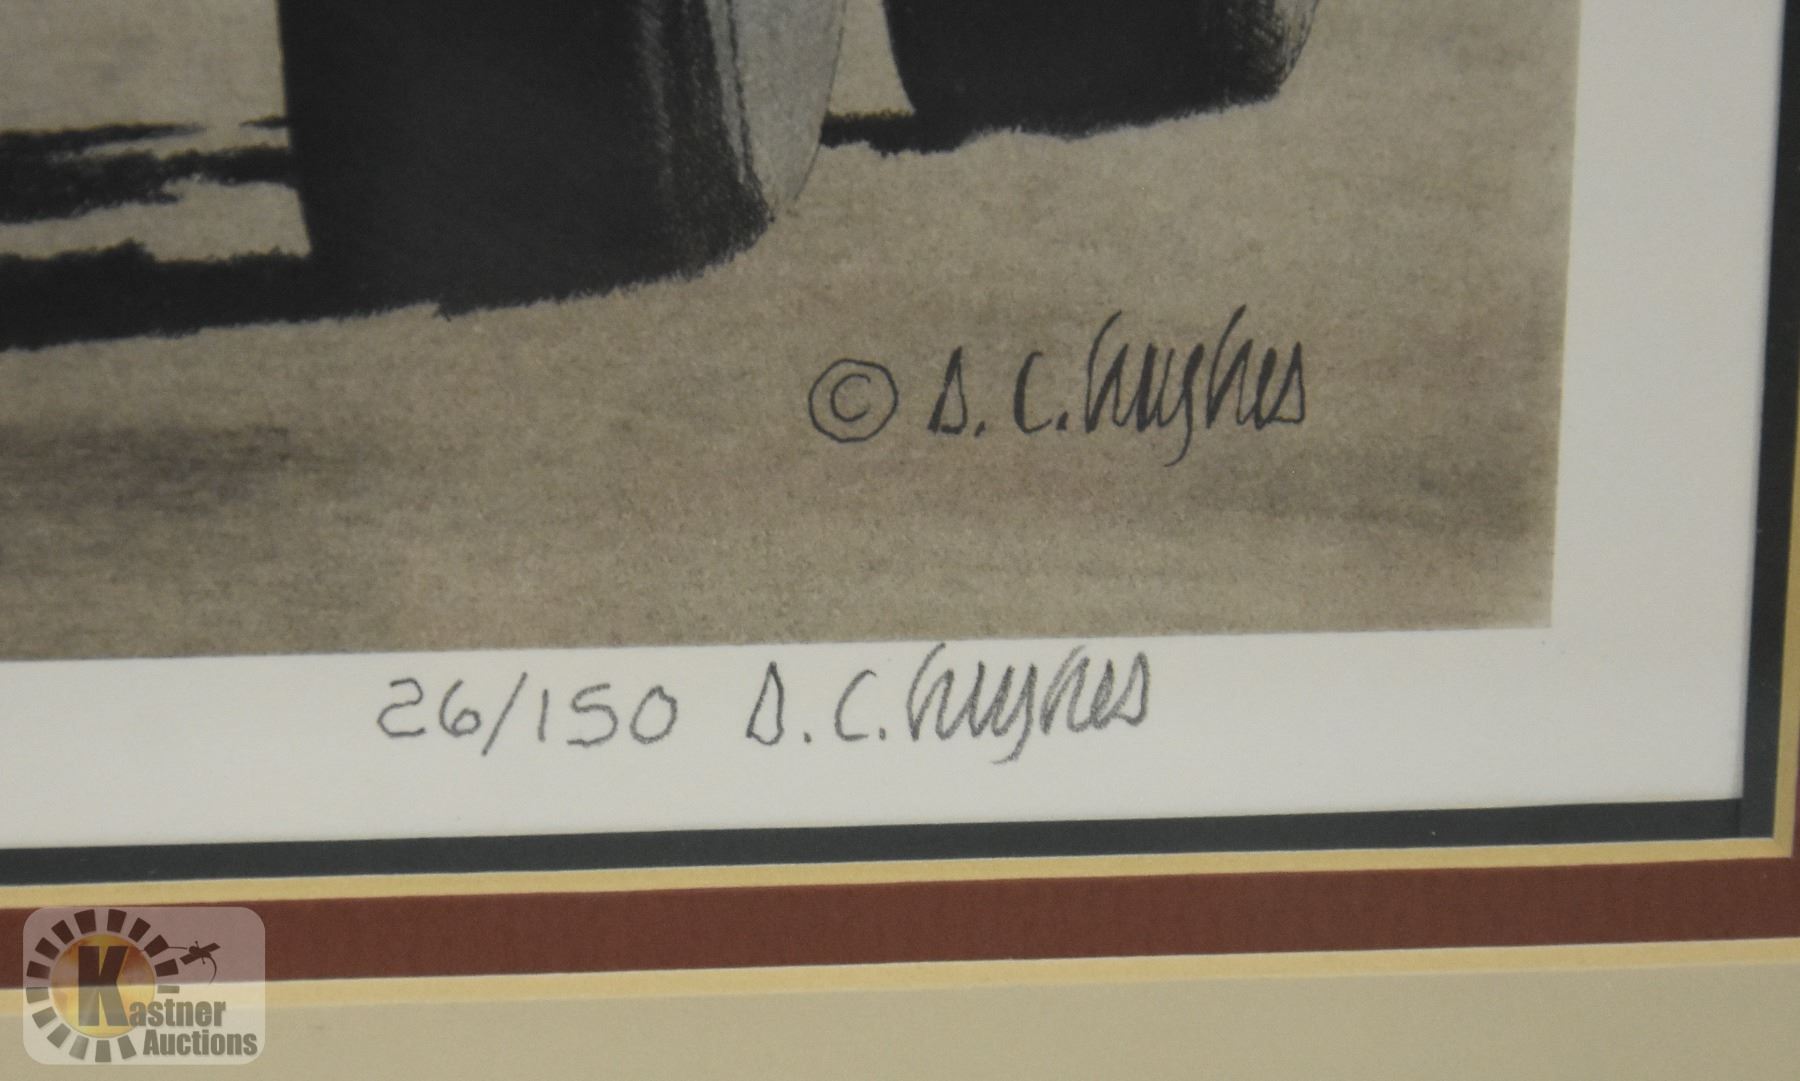 © D. C. Hughes
26/150 D. C. Hughes
Kastner
Auctions